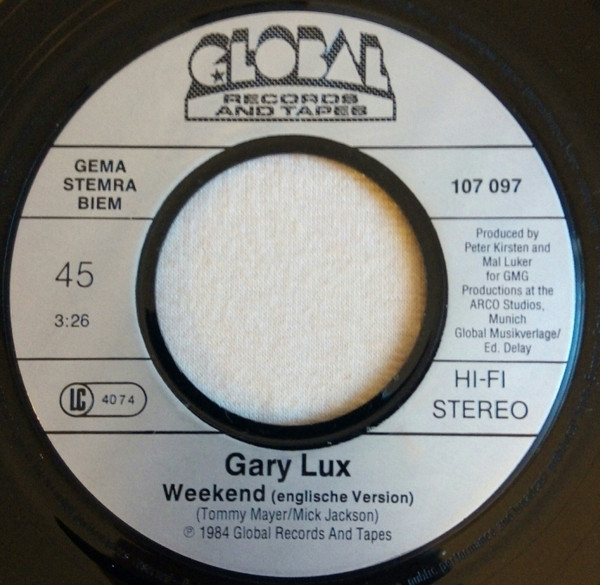 GLOBAL
RECORDS
AND TAPES
GEMA
STEMRA
BIEM
107 097
45
3:26
Produced by
Peter Kirsten and
Mal Luker
for GMG
Productions at the
ARCO Studios,
Munich
Global Musikverlage/
Ed. Delay
LC 4074
HI-FI
STEREO
Gary Lux
Weekend (englische Version)
(Tommy Mayer/Mick Jackson)
℗ 1984 Global Records And Tapes
public performance